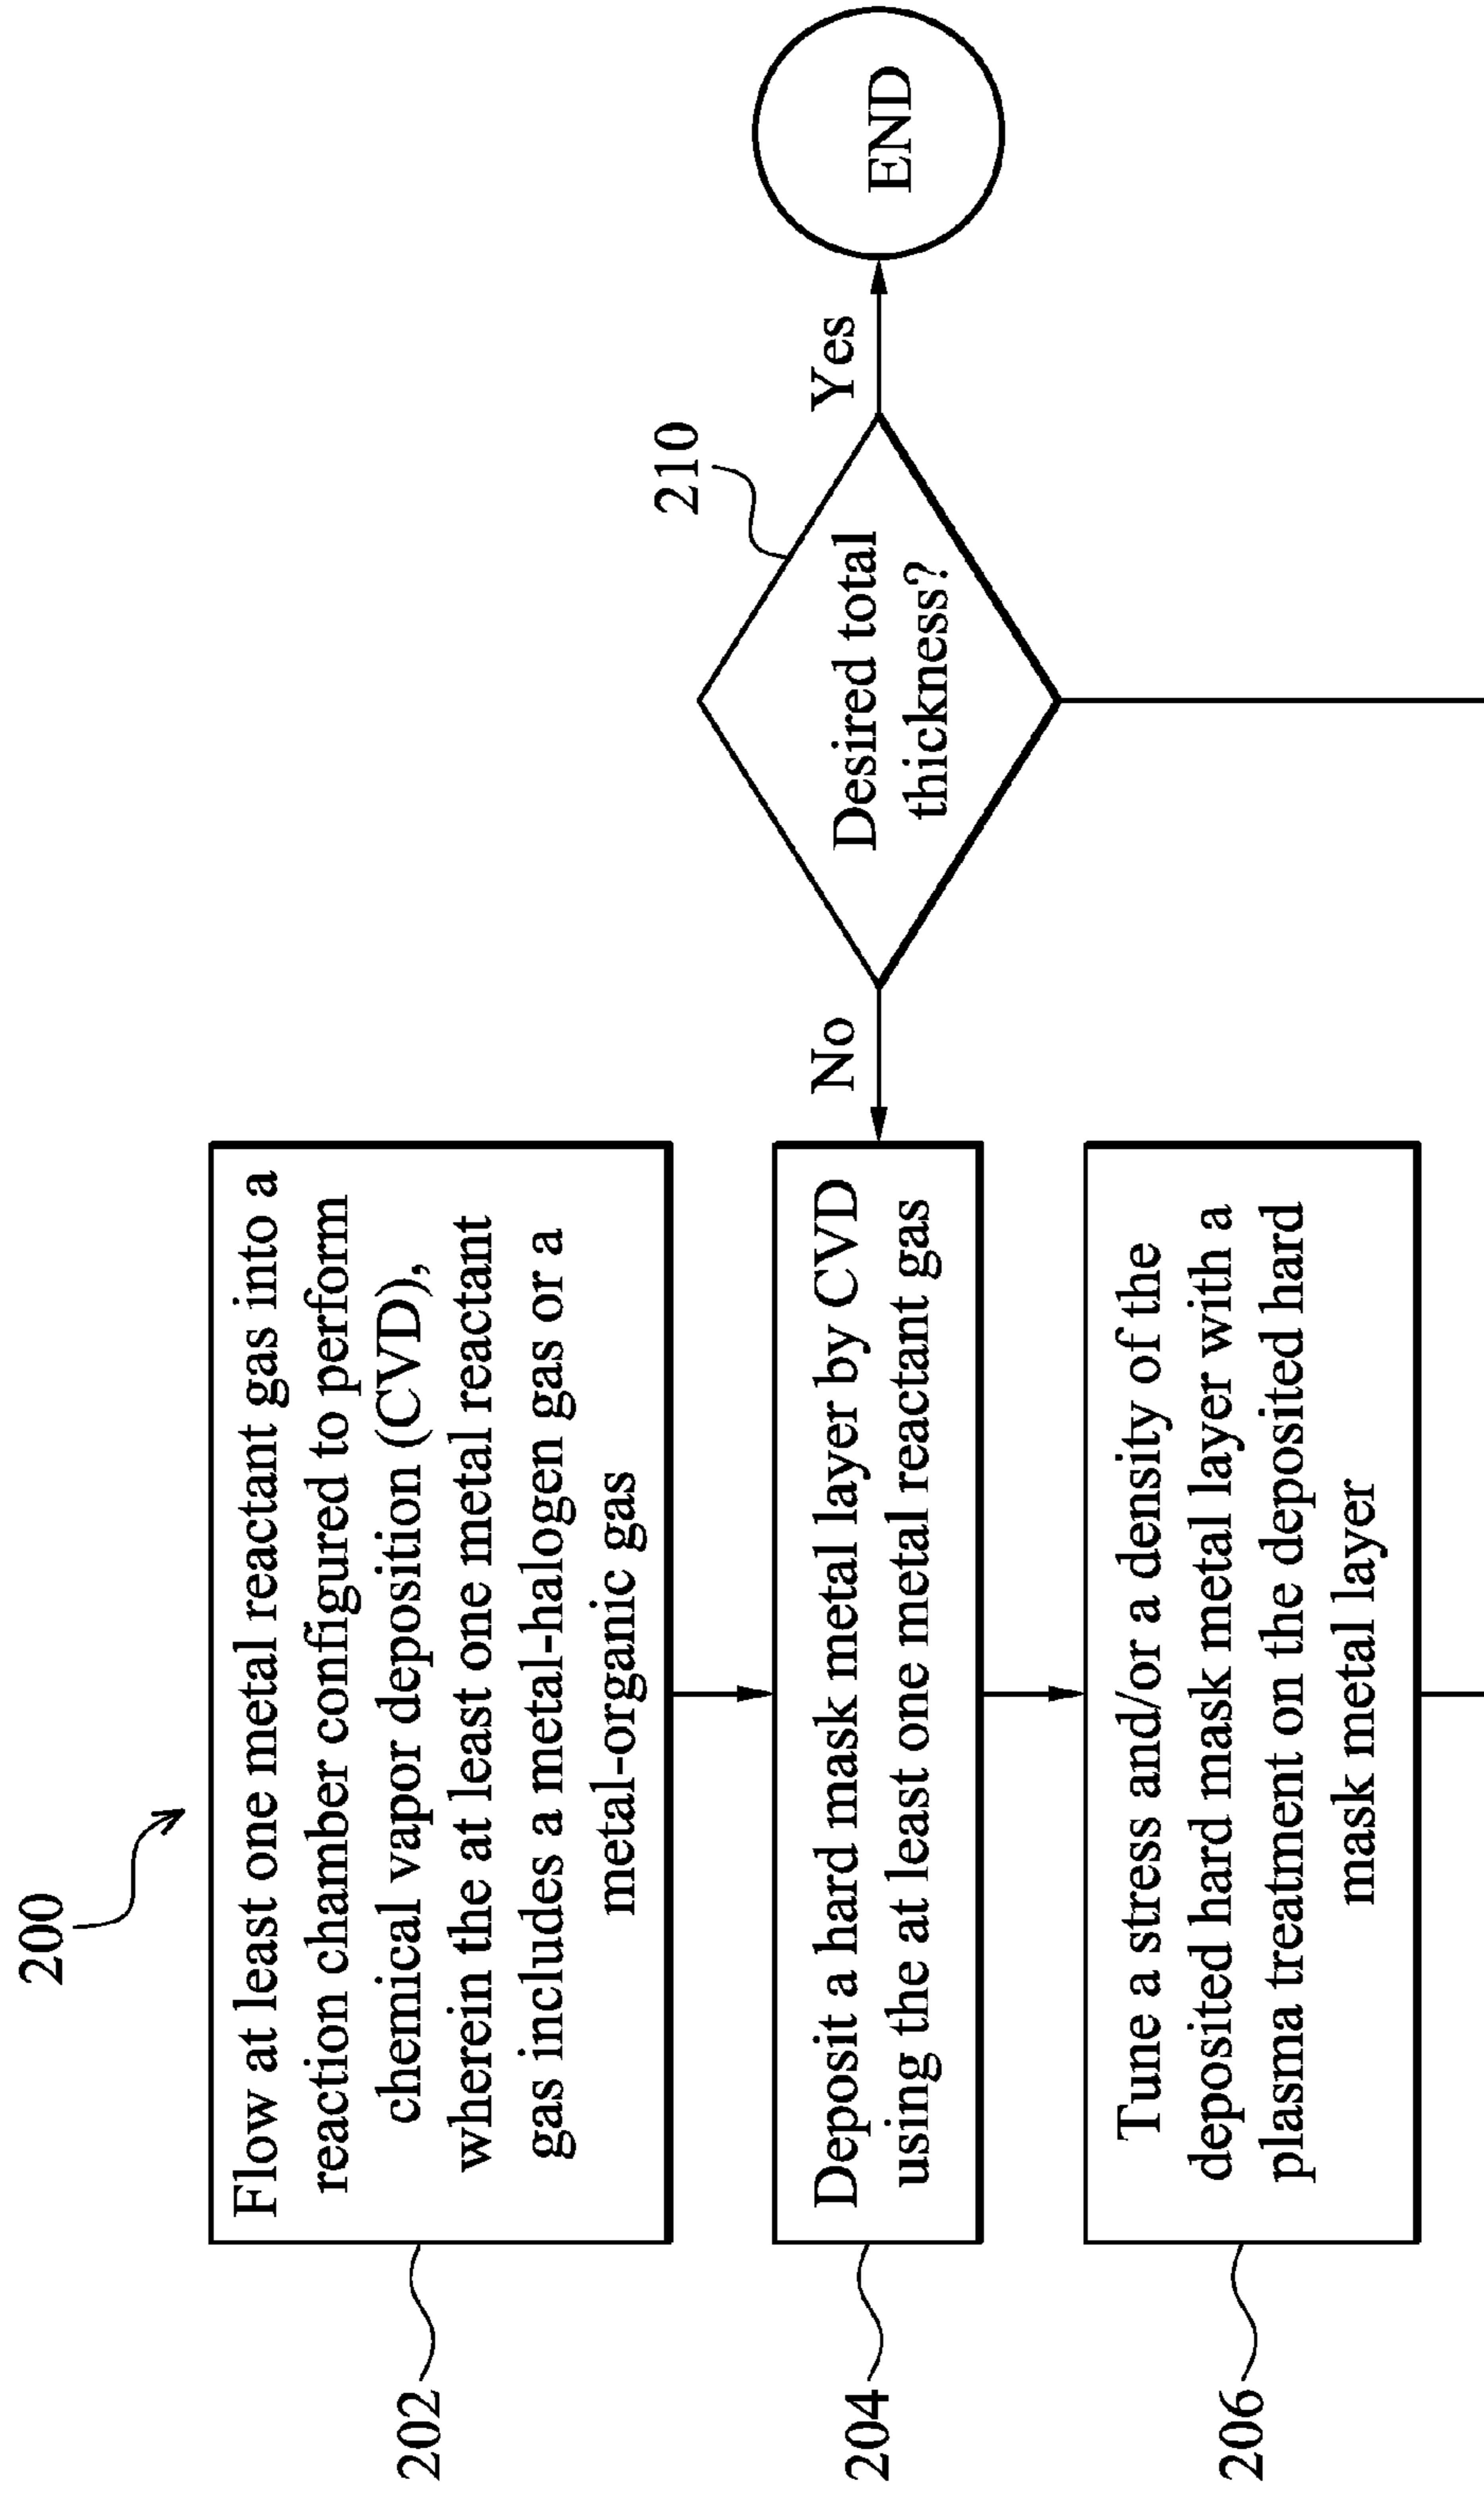 200
202
Flow at least one metal reactant gas into a
reaction chamber configured to perform
chemical vapor deposition (CVD),
wherein the at least one metal reactant
gas includes a metal-halogen gas or a
metal-organic gas
204
Deposit a hard mask metal layer by CVD
using the at least one metal reactant gas
206
Tune a stress and/or a density of the
deposited hard mask metal layer with a
plasma treatment on the deposited hard
mask metal layer
210
Desired total
thickness?
No
Yes
END